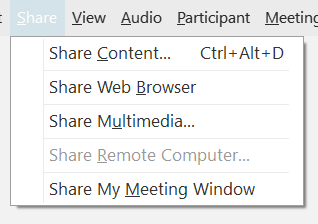 t Share View Audio Participant Meeting
Share Content... Ctrl+Alt+D
Share Web Browser
Share Multimedia...
Share Remote Computer...
Share My Meeting Window